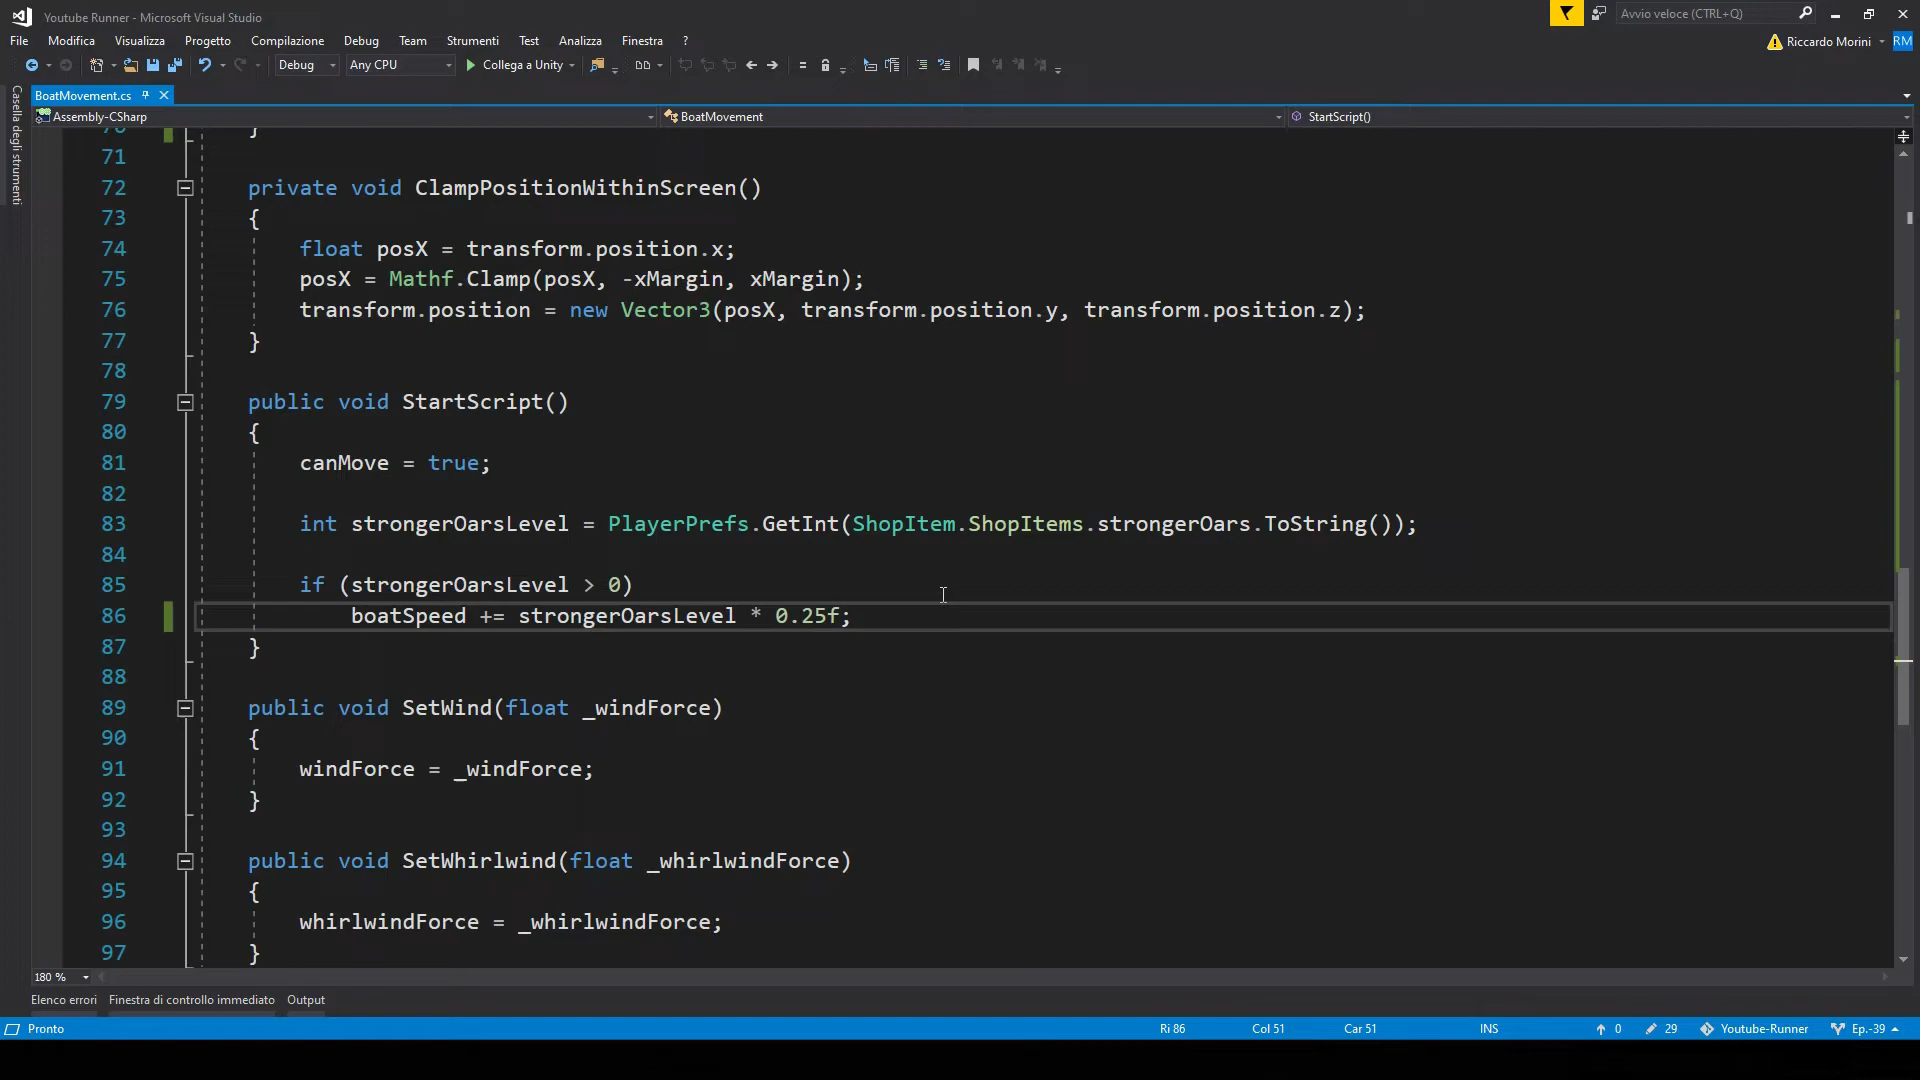 Youtube Runner - Microsoft Visual Studio
Avvio veloce (CTRL+Q)
File Modifica Visualizza Progetto Compilazione Debug Team Strumenti Test Analizza Finestra ?
Riccardo Morini RM
Debug Any CPU Collega a Unity
BoatMovement.cs
Casella degli strumenti
Assembly-CSharp BoatMovement StartScript()
70 }
71
72 private void ClampPositionWithinScreen()
73 {
74 float posX = transform.position.x;
75 posX = Mathf.Clamp(posX, -xMargin, xMargin);
76 transform.position = new Vector3(posX, transform.position.y, transform.position.z);
77 }
78
79 public void StartScript()
80 {
81 canMove = true;
82
83 int strongerOarsLevel = PlayerPrefs.GetInt(ShopItem.ShopItems.strongerOars.ToString());
84
85 if (strongerOarsLevel > 0)
86 boatSpeed += strongerOarsLevel * 0.25f;
87 }
88
89 public void SetWind(float _windForce)
90 {
91 windForce = _windForce;
92 }
93
94 public void SetWhirlwind(float _whirlwindForce)
95 {
96 whirlwindForce = _whirlwindForce;
97 }
180 %
Elenco errori Finestra di controllo immediato Output
Pronto Ri 86 Col 51 Car 51 INS 0 29 Youtube-Runner Ep.-39